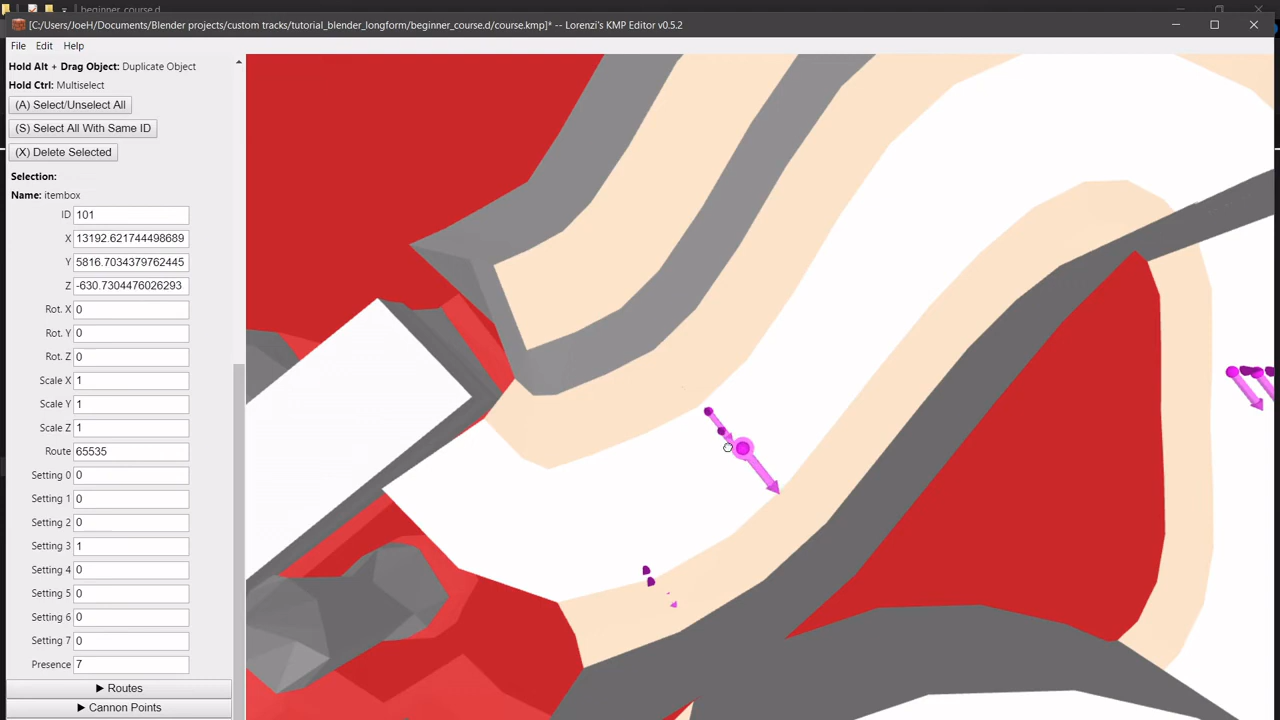 beginner_course.d
[C:/Users/JoeH/Documents/Blender projects/custom tracks/tutorial_blender_longform/beginner_course.d/course.kmp]* -- Lorenzi's KMP Editor v0.5.2
File Edit Help
Hold Alt + Drag Object: Duplicate Object
Hold Ctrl: Multiselect
(A) Select/Unselect All
(S) Select All With Same ID
(X) Delete Selected
Selection:
Name: itembox
ID 101
X 13192.621744498689
Y 5816.7034379762445
Z -630.7304476026293
Rot. X 0
Rot. Y 0
Rot. Z 0
Scale X 1
Scale Y 1
Scale Z 1
Route 65535
Setting 0 0
Setting 1 0
Setting 2 0
Setting 3 1
Setting 4 0
Setting 5 0
Setting 6 0
Setting 7 0
Presence 7
▶ Routes
▶ Cannon Points